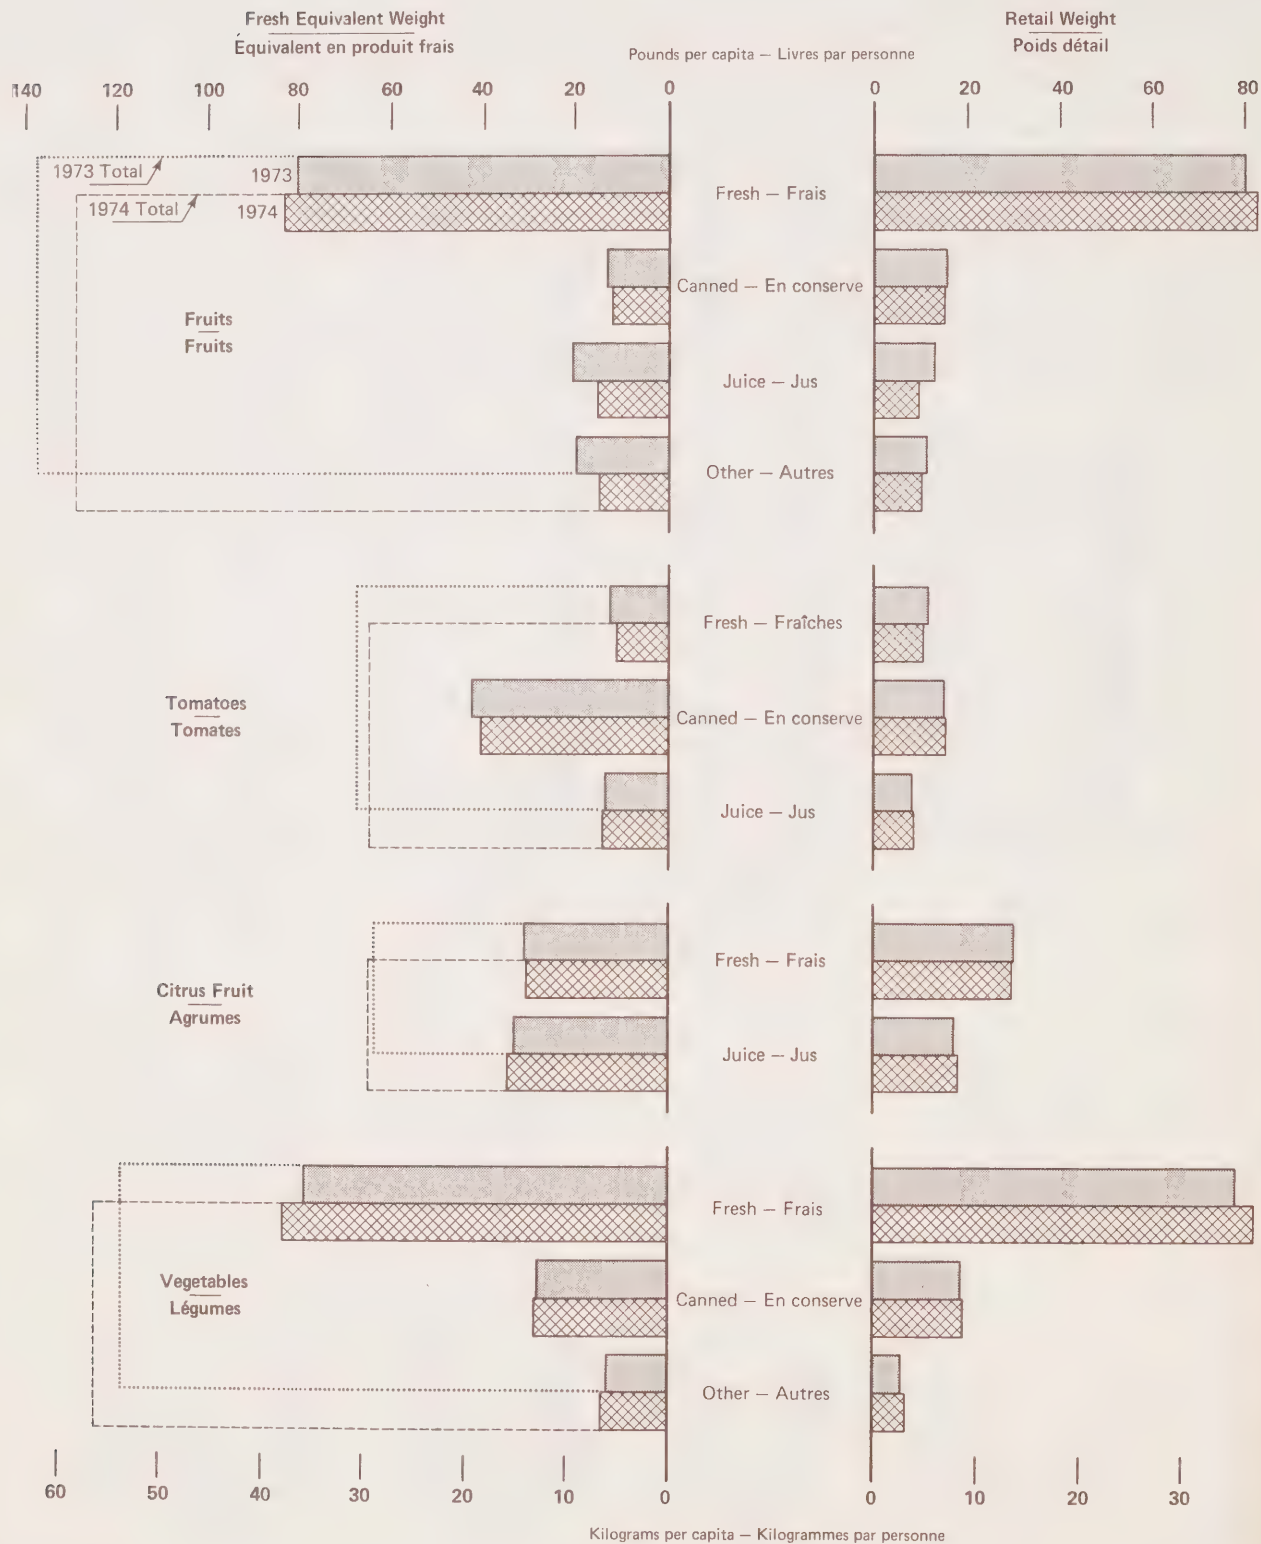 Fresh Equivalent Weight
Équivalent en produit frais
Retail Weight
Poids détail
Pounds per capita — Livres par personne
140 120 100 80 60 40 20 0
0 20 40 60 80
1973 Total
1973
1974 Total
1974
Fresh — Frais
Canned — En conserve
Fruits
Fruits
Juice — Jus
Other — Autres
Fresh — Fraîches
Tomatoes
Tomates
Canned — En conserve
Juice — Jus
Fresh — Frais
Citrus Fruit
Agrumes
Juice — Jus
Fresh — Frais
Vegetables
Légumes
Canned — En conserve
Other — Autres
60 50 40 30 20 10 0
0 10 20 30
Kilograms per capita — Kilogrammes par personne